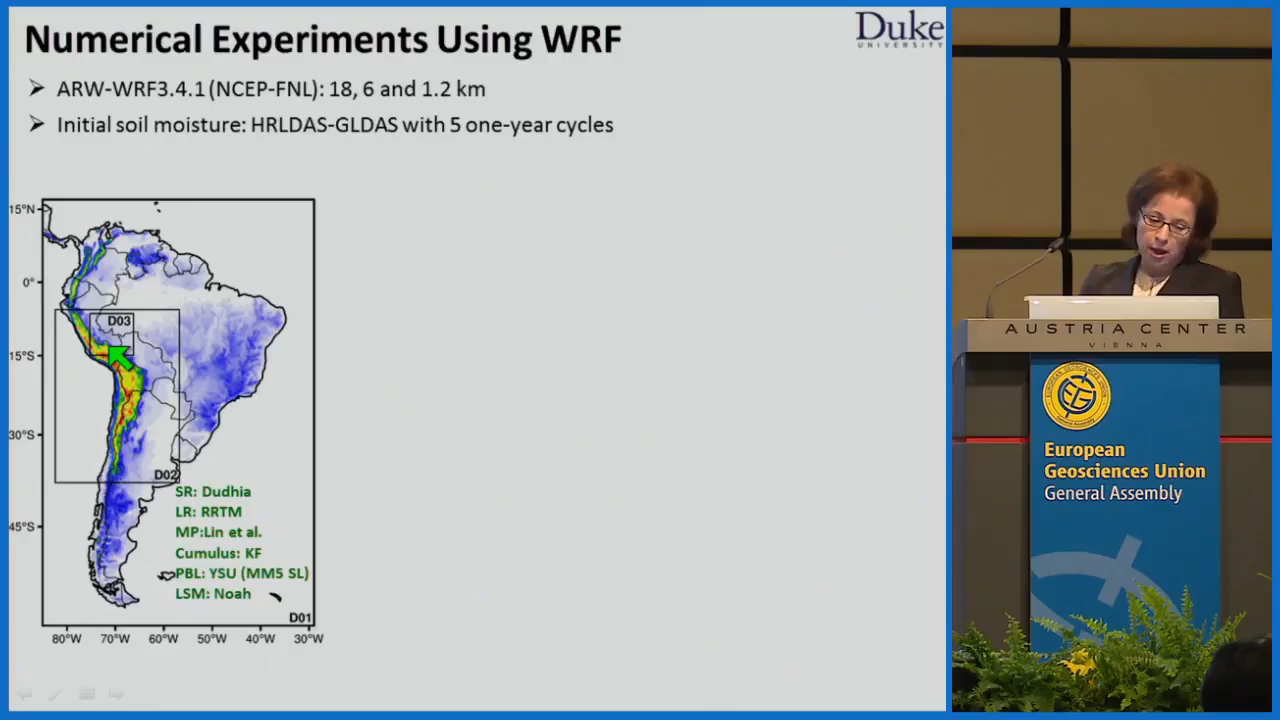 Numerical Experiments Using WRF
Duke
UNIVERSITY
➢ ARW-WRF3.4.1 (NCEP-FNL): 18, 6 and 1.2 km
➢ Initial soil moisture: HRLDAS-GLDAS with 5 one-year cycles
15°N
0°
15°S
30°S
45°S
D03
D02
SR: Dudhia
LR: RRTM
MP:Lin et al.
Cumulus: KF
PBL: YSU (MM5 SL)
LSM: Noah
D01
80°W 70°W 60°W 50°W 40°W 30°W
AUSTRIA CENTER
VIENNA
European
Geosciences Union
General Assembly